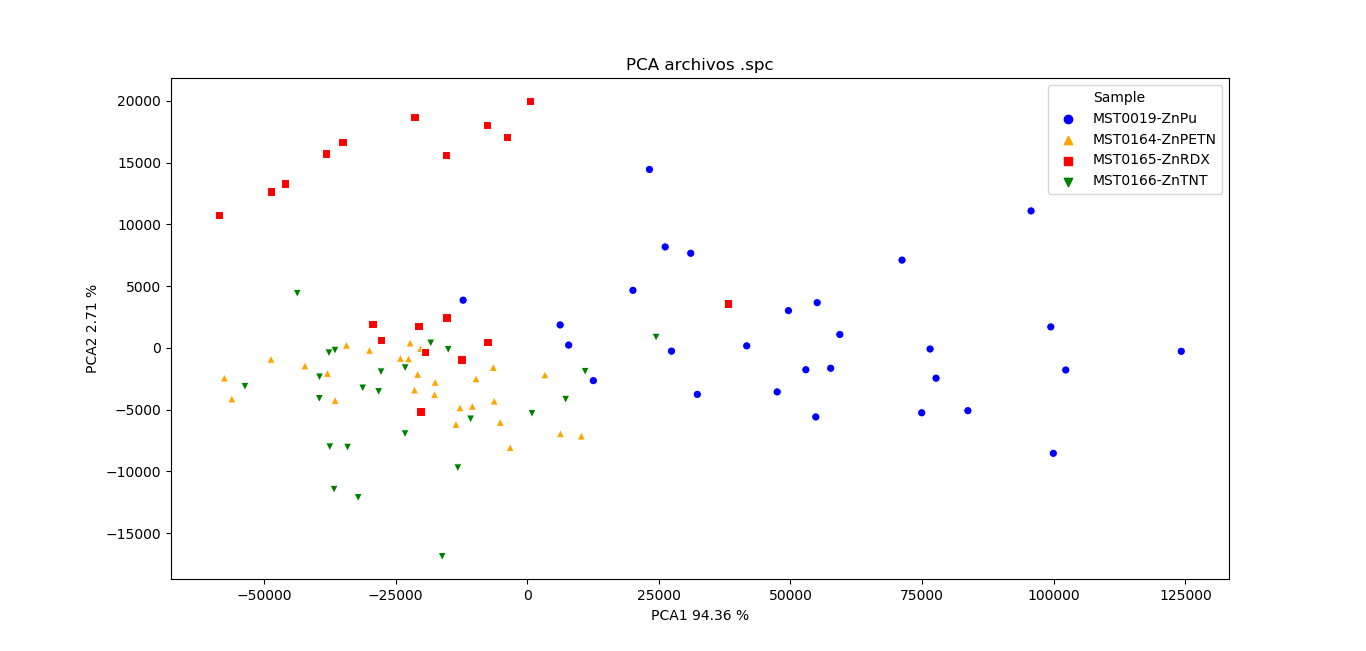 PCA archivos .spc
Sample
MST0019-ZnPu
MST0164-ZnPETN
MST0165-ZnRDX
MST0166-ZnTNT
20000
15000
10000
5000
0
−5000
−10000
−15000
PCA2 2.71 %
−50000 −25000 0 25000 50000 75000 100000 125000
PCA1 94.36 %